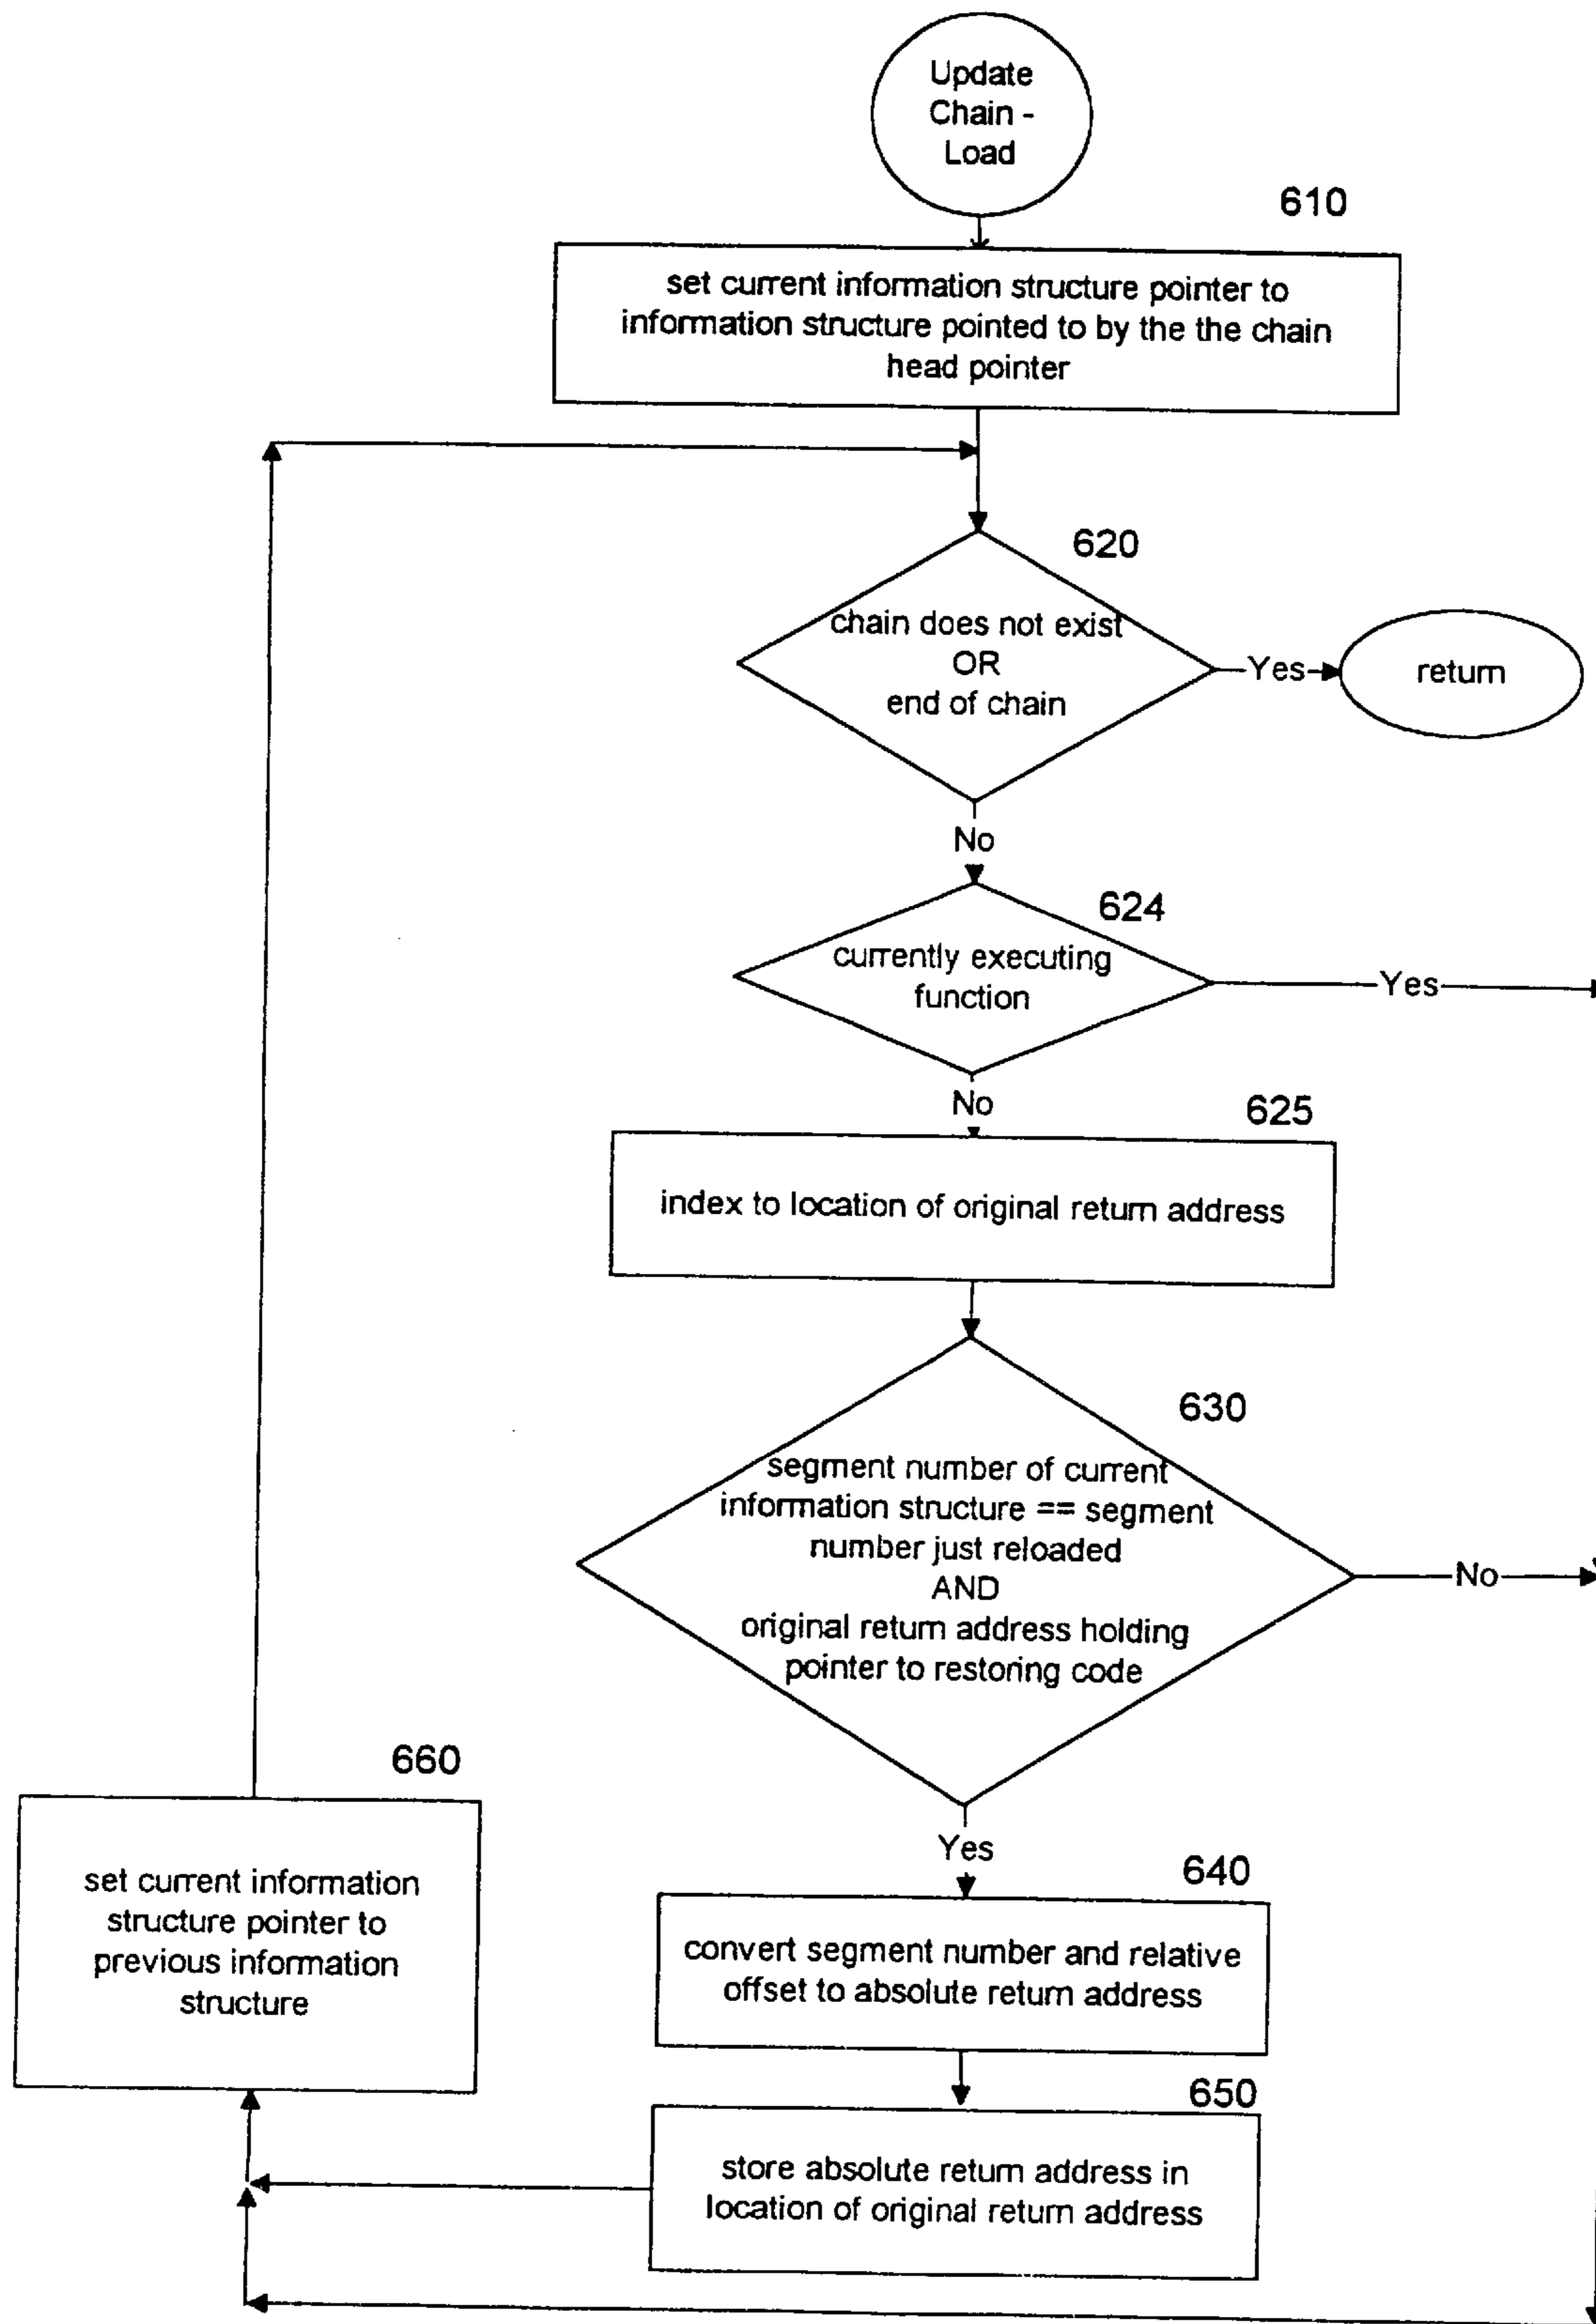 Update
Chain -
Load
610
set current information structure pointer to
information structure pointed to by the the chain
head pointer
620
chain does not exist
OR
end of chain
Yes
return
No
624
currently executing
function
Yes
No
625
index to location of original return address
630
segment number of current
information structure == segment
number just reloaded
AND
original return address holding
pointer to restoring code
No
660
Yes
640
set current information
structure pointer to
previous information
structure
convert segment number and relative
offset to absolute return address
650
store absolute return address in
location of original return address